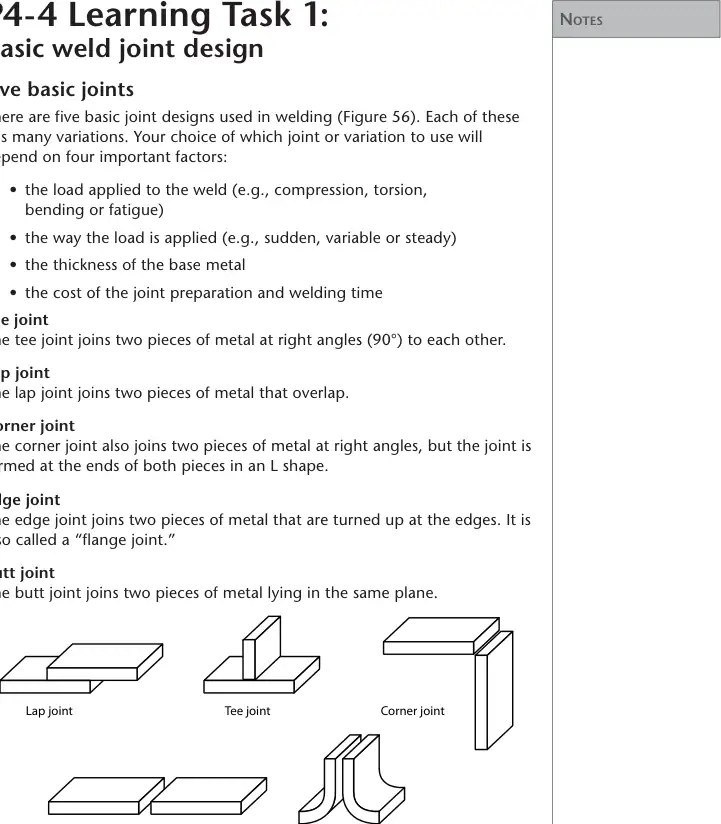 P4-4 Learning Task 1:
asic weld joint design
NOTES
ve basic joints
ere are five basic joint designs used in welding (Figure 56). Each of these
s many variations. Your choice of which joint or variation to use will
pend on four important factors:
• the load applied to the weld (e.g., compression, torsion,
bending or fatigue)
• the way the load is applied (e.g., sudden, variable or steady)
• the thickness of the base metal
• the cost of the joint preparation and welding time
e joint
e tee joint joins two pieces of metal at right angles (90°) to each other.
p joint
e lap joint joins two pieces of metal that overlap.
orner joint
e corner joint also joins two pieces of metal at right angles, but the joint is
rmed at the ends of both pieces in an L shape.
dge joint
e edge joint joins two pieces of metal that are turned up at the edges. It is
so called a “flange joint.”
utt joint
e butt joint joins two pieces of metal lying in the same plane.
Lap joint
Tee joint
Corner joint